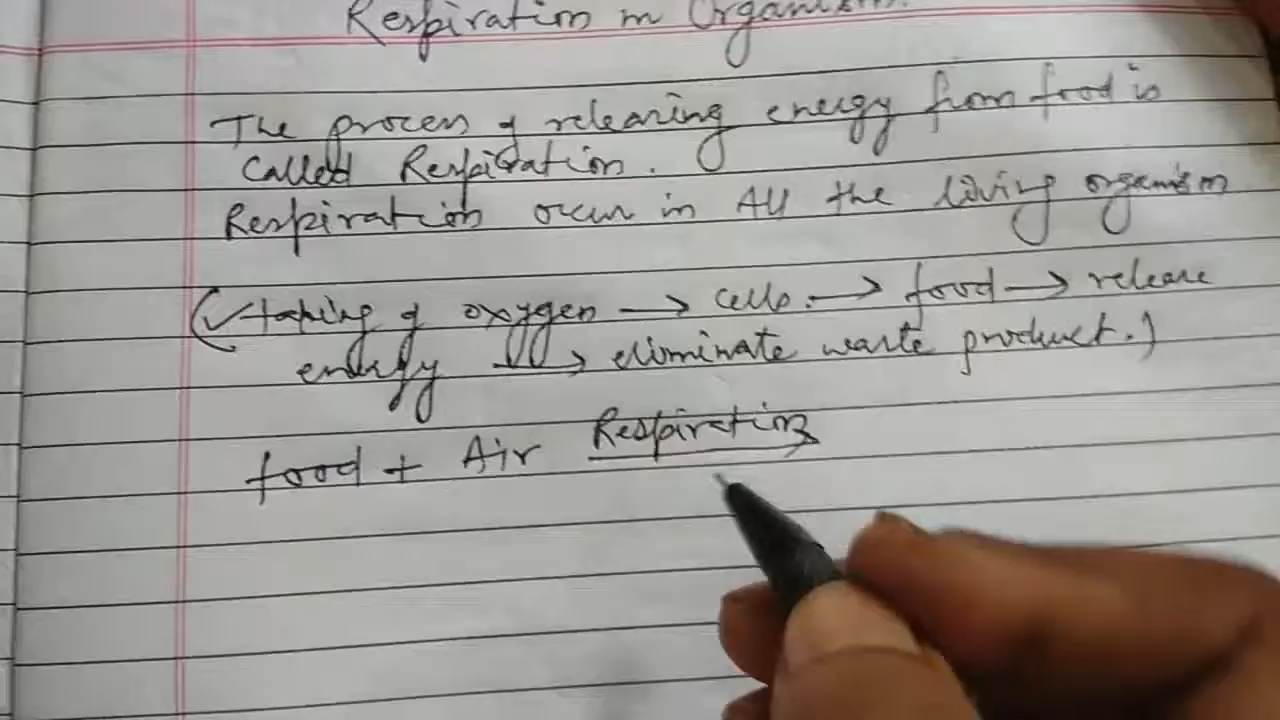 Respiration in Organism.
The process of releasing energy from food is
called Respiration.
Respiration occur in All the living organism
(✓taking of oxygen → cells. → food → release
energy → eliminate waste product.)
food + Air Respiration